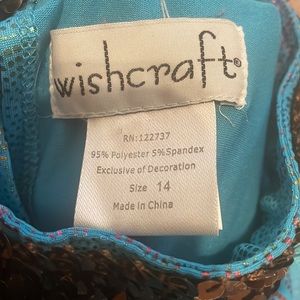 wishcraft®
RN:122737
95% Polyester 5%Spandex
Exclusive of Decoration
Size 14
Made in China